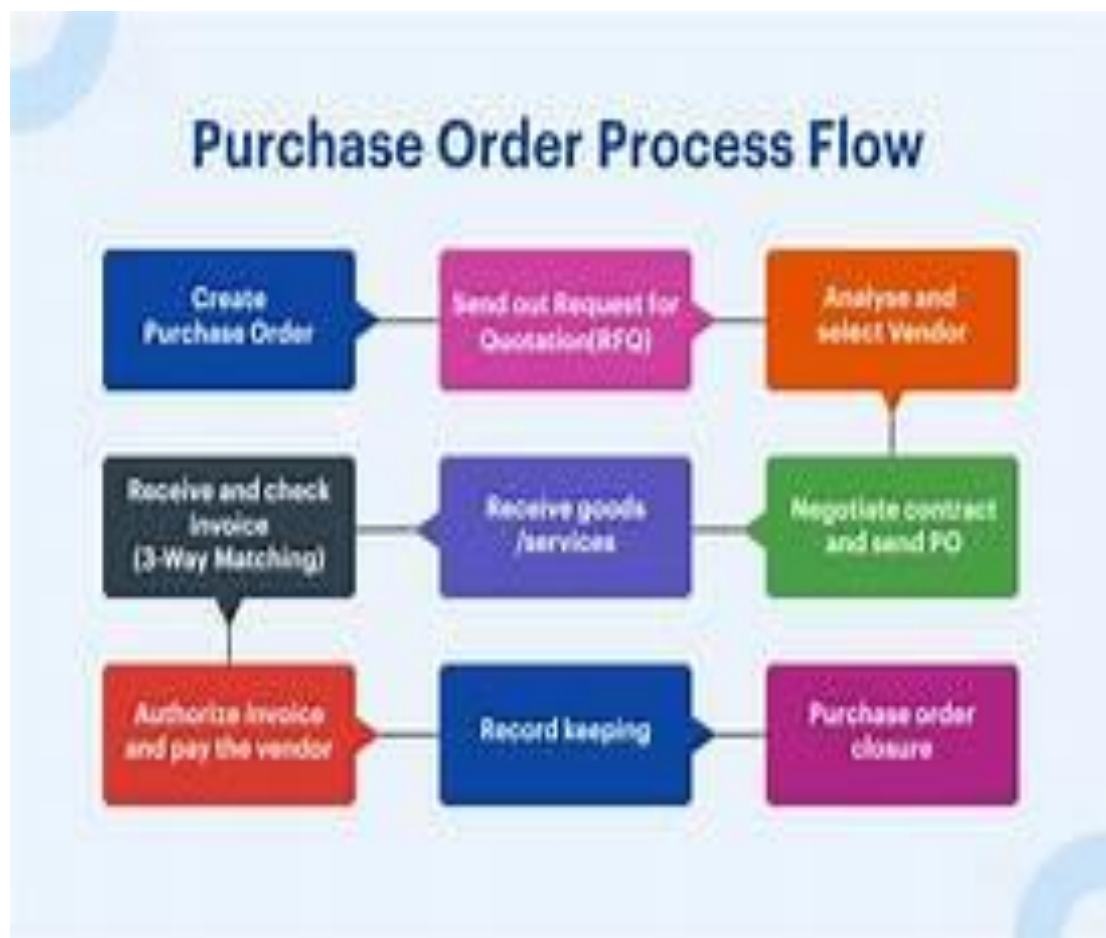 Purchase Order Process Flow
Create
Purchase Order
Send out Request for
Quotation(RFQ)
Analyse and
select Vendor
Negotiate contract
and send PO
Receive goods
/services
Receive and check
invoice
(3-Way Matching)
Authorize invoice
and pay the vendor
Record keeping
Purchase order
closure